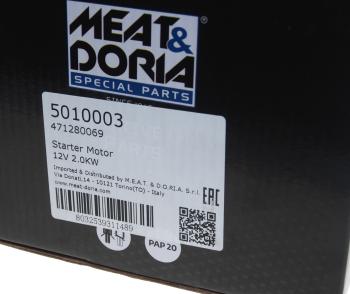 MEAT&
DORIA
SPECIAL PARTS
5010003
471280069
Starter Motor
12V 2.0KW
Imported & Distributed by M.E.A.T. & D.O.R.I.A. S.r.l.
Via Donati,14 - 10121 Torino(TO) - Italy
www.meat-doria.com
EAC
8032539311489
PAP 20